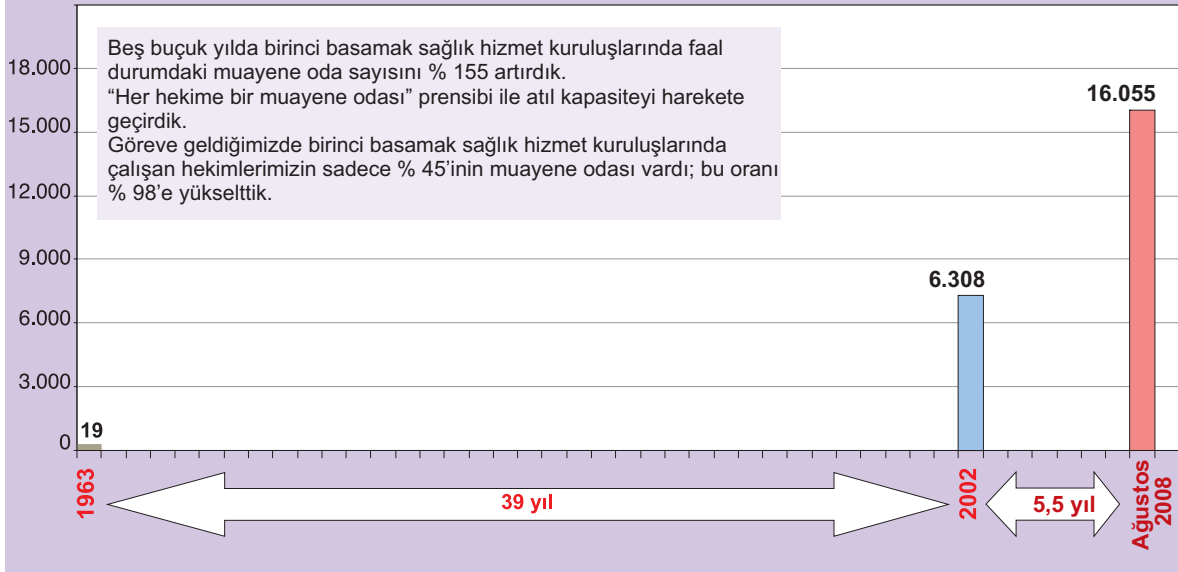 Beş buçuk yılda birinci basamak sağlık hizmet kuruluşlarında faal
durumdaki muayene oda sayısını % 155 artırdık.
“Her hekime bir muayene odası” prensibi ile atıl kapasiteyi harekete
geçirdik.
Göreve geldiğimizde birinci basamak sağlık hizmet kuruluşlarında
çalışan hekimlerimizin sadece % 45’inin muayene odası vardı; bu oranı
% 98’e yükselttik.
18.000
15.000
12.000
9.000
6.000
3.000
0
19
6.308
16.055
1963
39 yıl
2002
5,5 yıl
Ağustos
2008